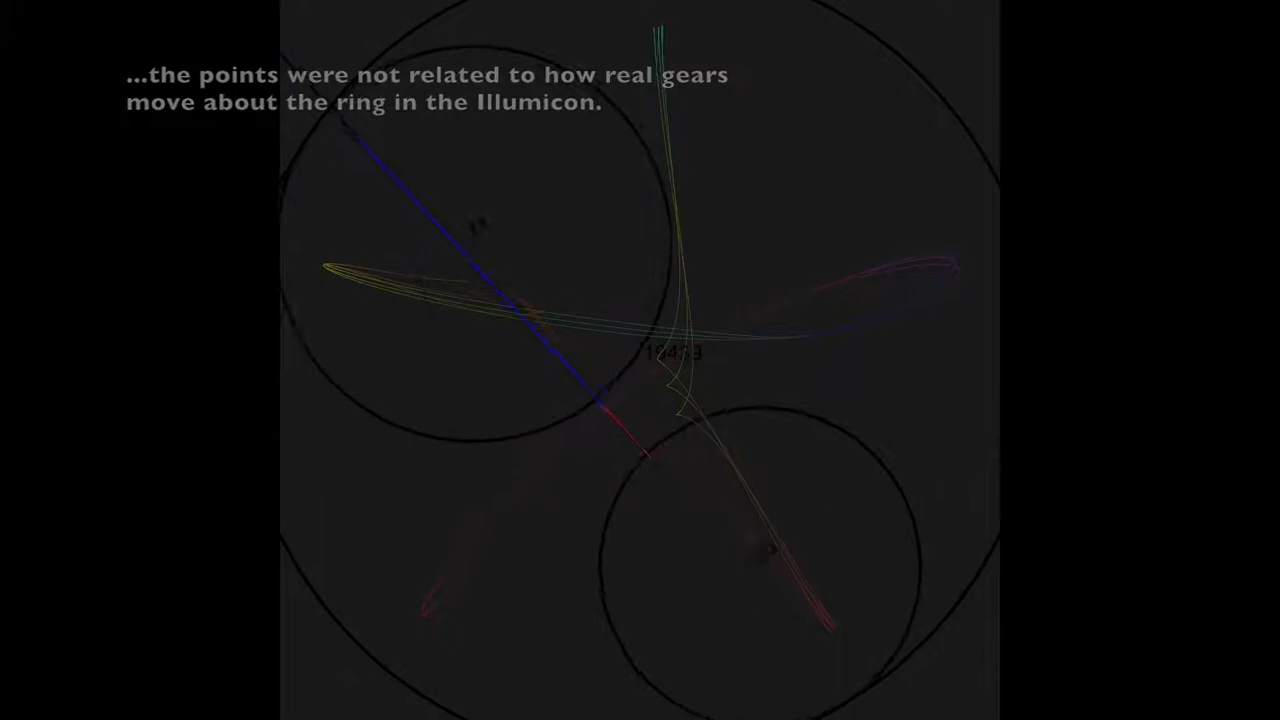 ...the points were not related to how real gears
move about the ring in the Illumicon.